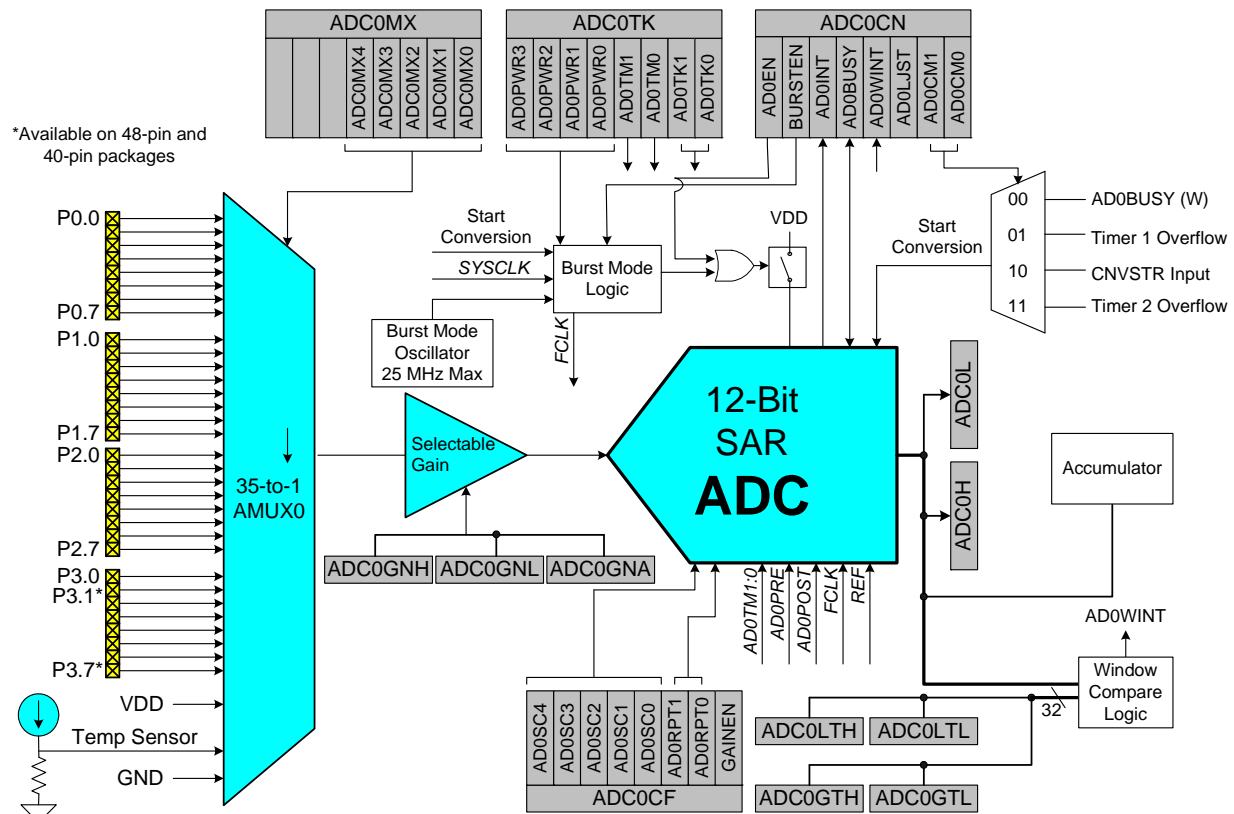 ADC0MX
ADC0MX4
ADC0MX3
ADC0MX2
ADC0MX1
ADC0MX0
ADC0TK
AD0PWR3
AD0PWR2
AD0PWR1
AD0PWR0
AD0TM1
AD0TM0
AD0TK1
AD0TK0
ADC0CN
AD0EN
BURSTEN
AD0INT
AD0BUSY
AD0WINT
AD0LJST
AD0CM1
AD0CM0
*Available on 48-pin and
40-pin packages
P0.0
P0.7
P1.0
P1.7
P2.0
P2.7
P3.0
P3.1*
P3.7*
VDD
Temp Sensor
GND
35-to-1
AMUX0
Start
Conversion
SYSCLK
Burst Mode
Logic
Burst Mode
Oscillator
25 MHz Max
FCLK
VDD
Start
Conversion
00
01
10
11
AD0BUSY (W)
Timer 1 Overflow
CNVSTR Input
Timer 2 Overflow
Selectable
Gain
ADC0GNH
ADC0GNL
ADC0GNA
12-Bit
SAR
ADC
ADC0L
ADC0H
Accumulator
AD0TM1:0
AD0PRE
AD0POST
FCLK
REF
AD0WINT
Window
Compare
Logic
32
ADC0LTH
ADC0LTL
ADC0GTH
ADC0GTL
AD0SC4
AD0SC3
AD0SC2
AD0SC1
AD0SC0
AD0RPT1
AD0RPT0
GAINEN
ADC0CF